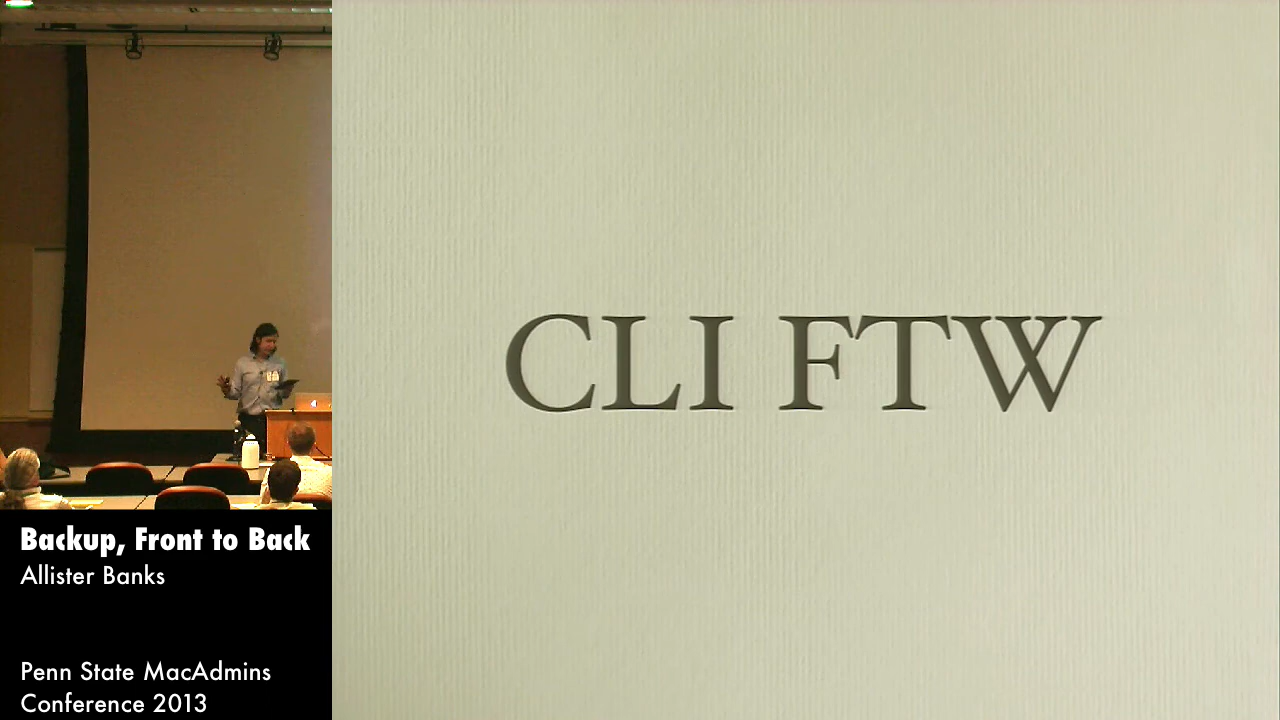 CLI FTW
Backup, Front to Back
Allister Banks
Penn State MacAdmins
Conference 2013